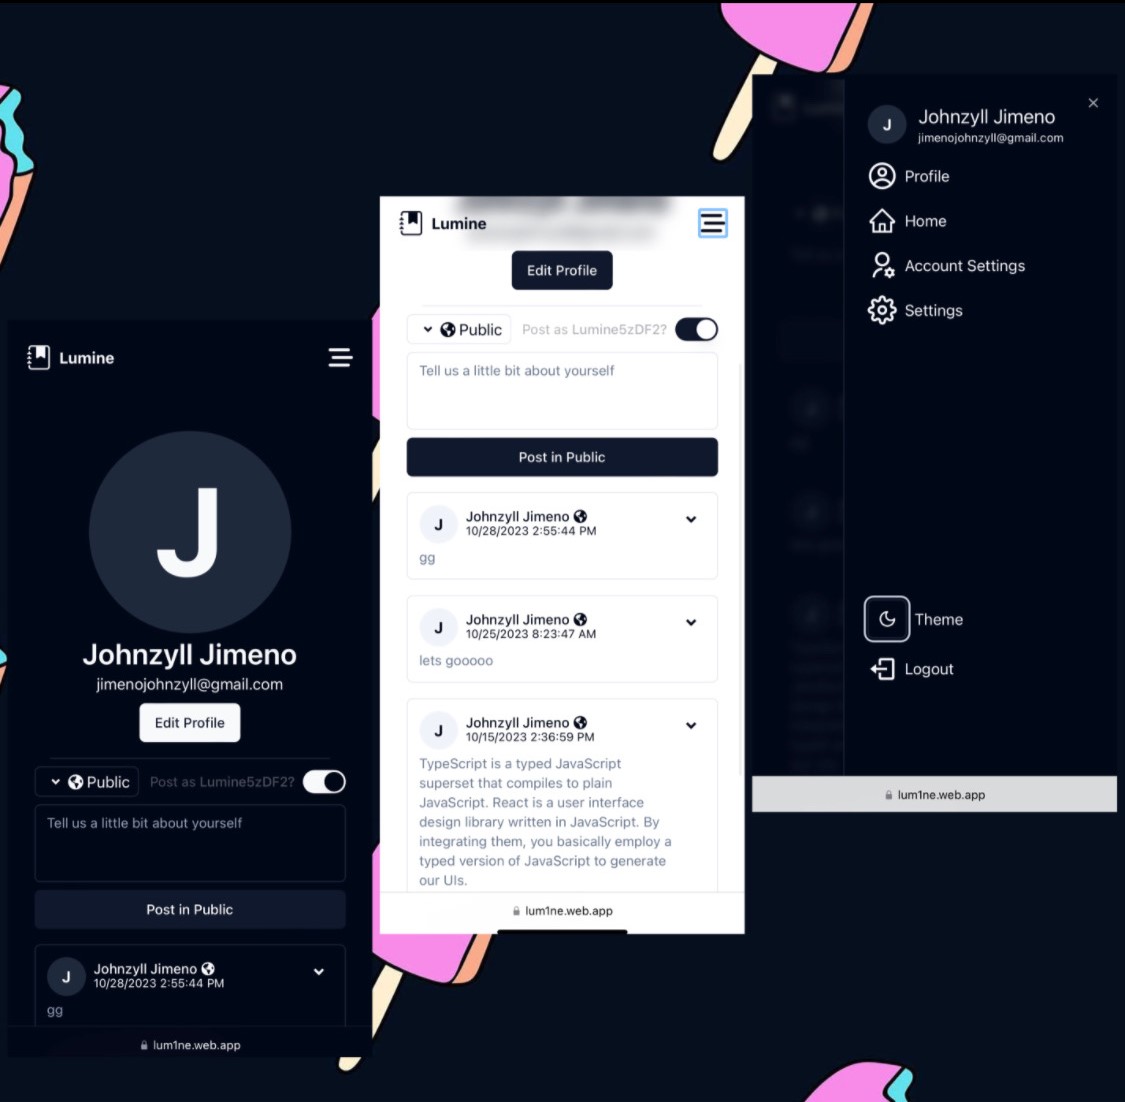 Lumine
J
Johnzyll Jimeno
jimenojohnzyll@gmail.com
Edit Profile
Public
Post as Lumine5zDF2?
Tell us a little bit about yourself
Post in Public
J
Johnzyll Jimeno
10/28/2023 2:55:44 PM
gg
lum1ne.web.app
Lumine
Edit Profile
Public
Post as Lumine5zDF2?
Tell us a little bit about yourself
Post in Public
J
Johnzyll Jimeno
10/28/2023 2:55:44 PM
gg
J
Johnzyll Jimeno
10/25/2023 8:23:47 AM
lets gooooo
J
Johnzyll Jimeno
10/15/2023 2:36:59 PM
TypeScript is a typed JavaScript
superset that compiles to plain
JavaScript. React is a user interface
design library written in JavaScript. By
integrating them, you basically employ a
typed version of JavaScript to generate
our UIs.
lum1ne.web.app
J
Johnzyll Jimeno
jimenojohnzyll@gmail.com
Profile
Home
Account Settings
Settings
Theme
Logout
lum1ne.web.app